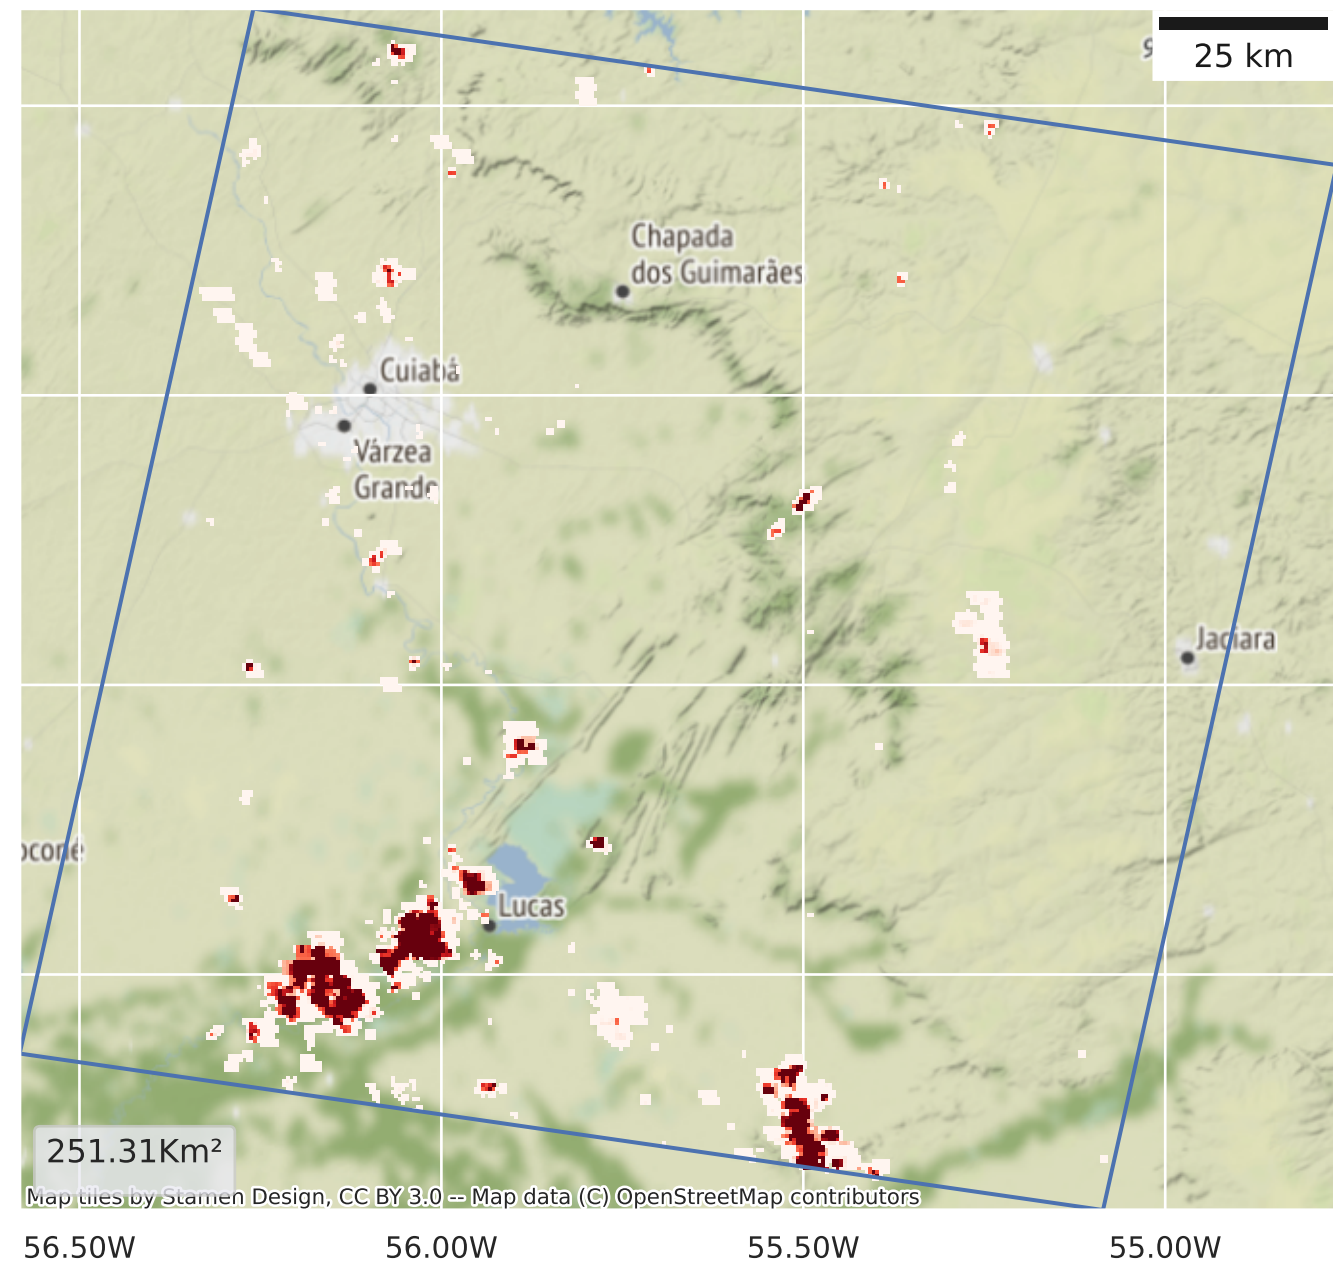 25 km
Chapada
dos Guimarães
Cuiabá
Várzea
Grande
Jaciara
oconé
Lucas
251.31Km²
Map tiles by Stamen Design, CC BY 3.0 -- Map data (C) OpenStreetMap contributors
56.50W 56.00W 55.50W 55.00W